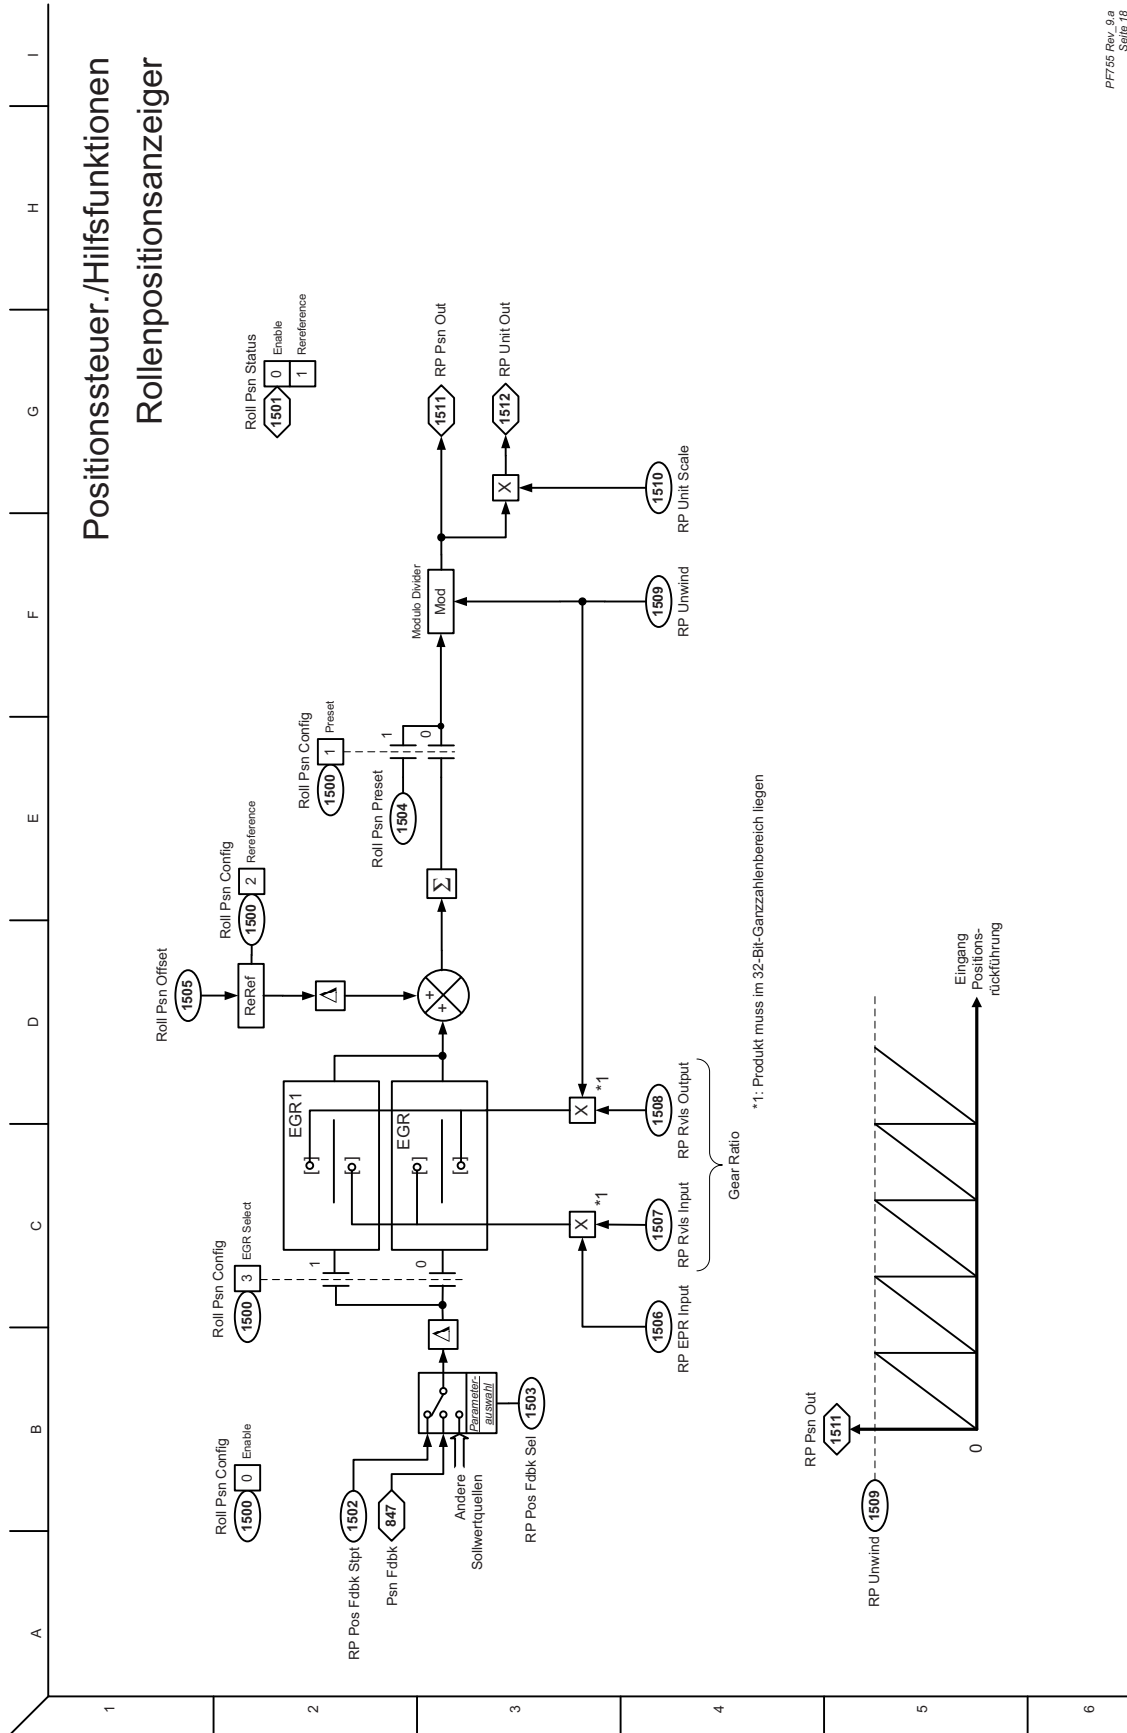 A
B
C
D
E
F
G
H
I
1
2
3
4
5
6
Positionssteuer./Hilfsfunktionen
Rollenpositionsanzeiger
Roll Psn Config
1500
0
Enable
RP Pos Fdbk Stpt
1502
Psn Fdbk
847
Andere
Sollwertquellen
Parameter-
auswahl
RP Pos Fdbk Sel
1503
Δ
Roll Psn Config
1500
3
EGR Select
1
0
EGR1
[ ]
[ ]
EGR
[ ]
[ ]
X
*1
X
*1
1506
RP EPR Input
1507
RP Rvls Input
1508
RP Rvls Output
Gear Ratio
Roll Psn Offset
1505
ReRef
Roll Psn Config
1500
2
Rereference
Δ
+
+
Σ
Roll Psn Config
1500
1
Preset
Roll Psn Preset
1504
1
0
Modulo Divider
Mod
1509
RP Unwind
Roll Psn Status
1501
0
Enable
1
Rereference
1511
RP Psn Out
X
1512
RP Unit Out
1510
RP Unit Scale
*1: Produkt muss im 32-Bit-Ganzzahlenbereich liegen
RP Psn Out
1511
RP Unwind
1509
0
Eingang
Positions-
rückführung
PF755 Rev_9.a
Seite 18